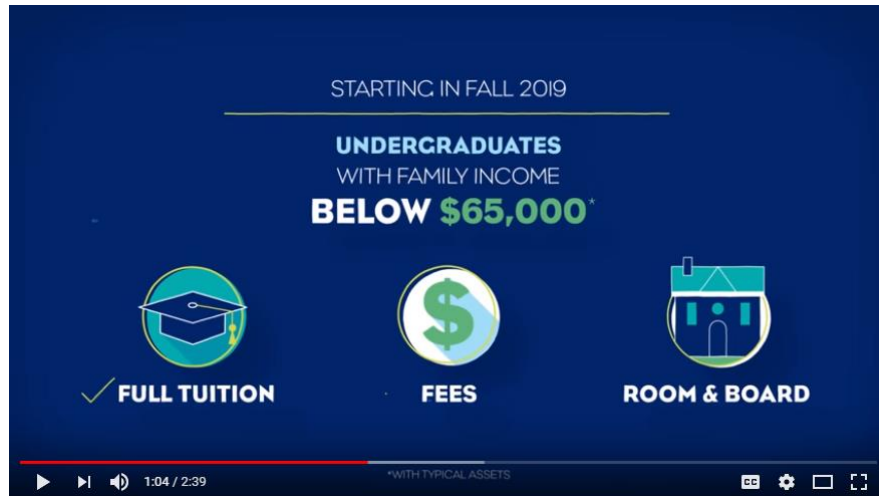 STARTING IN FALL 2019
UNDERGRADUATES
WITH FAMILY INCOME
BELOW $65,000*
$
FULL TUITION
FEES
ROOM & BOARD
*WITH TYPICAL ASSETS
1:04 / 2:39
CC